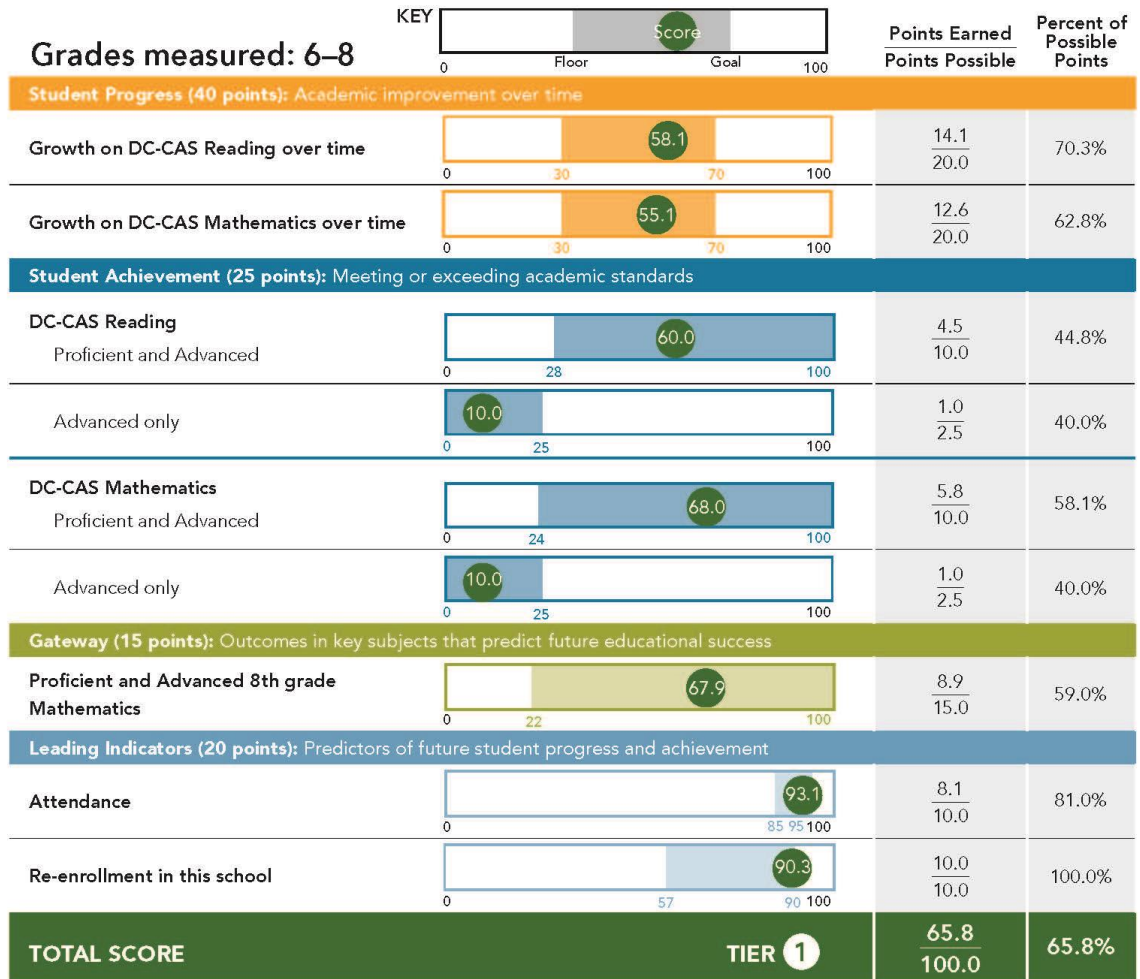 KEY
Score
Grades measured: 6–8
0 Floor Goal 100
Points Earned
Points Possible
Percent of
Possible
Points
Student Progress (40 points): Academic improvement over time
Growth on DC-CAS Reading over time
58.1
0 30 70 100
14.1
20.0
70.3%
Growth on DC-CAS Mathematics over time
55.1
0 30 70 100
12.6
20.0
62.8%
Student Achievement (25 points): Meeting or exceeding academic standards
DC-CAS Reading
Proficient and Advanced
60.0
0 28 100
4.5
10.0
44.8%
Advanced only
10.0
0 25 100
1.0
2.5
40.0%
DC-CAS Mathematics
Proficient and Advanced
68.0
0 24 100
5.8
10.0
58.1%
Advanced only
10.0
0 25 100
1.0
2.5
40.0%
Gateway (15 points): Outcomes in key subjects that predict future educational success
Proficient and Advanced 8th grade
Mathematics
67.9
0 22 100
8.9
15.0
59.0%
Leading Indicators (20 points): Predictors of future student progress and achievement
Attendance
93.1
0 85 95 100
8.1
10.0
81.0%
Re-enrollment in this school
90.3
0 57 90 100
10.0
10.0
100.0%
TOTAL SCORE
TIER 1
65.8
100.0
65.8%